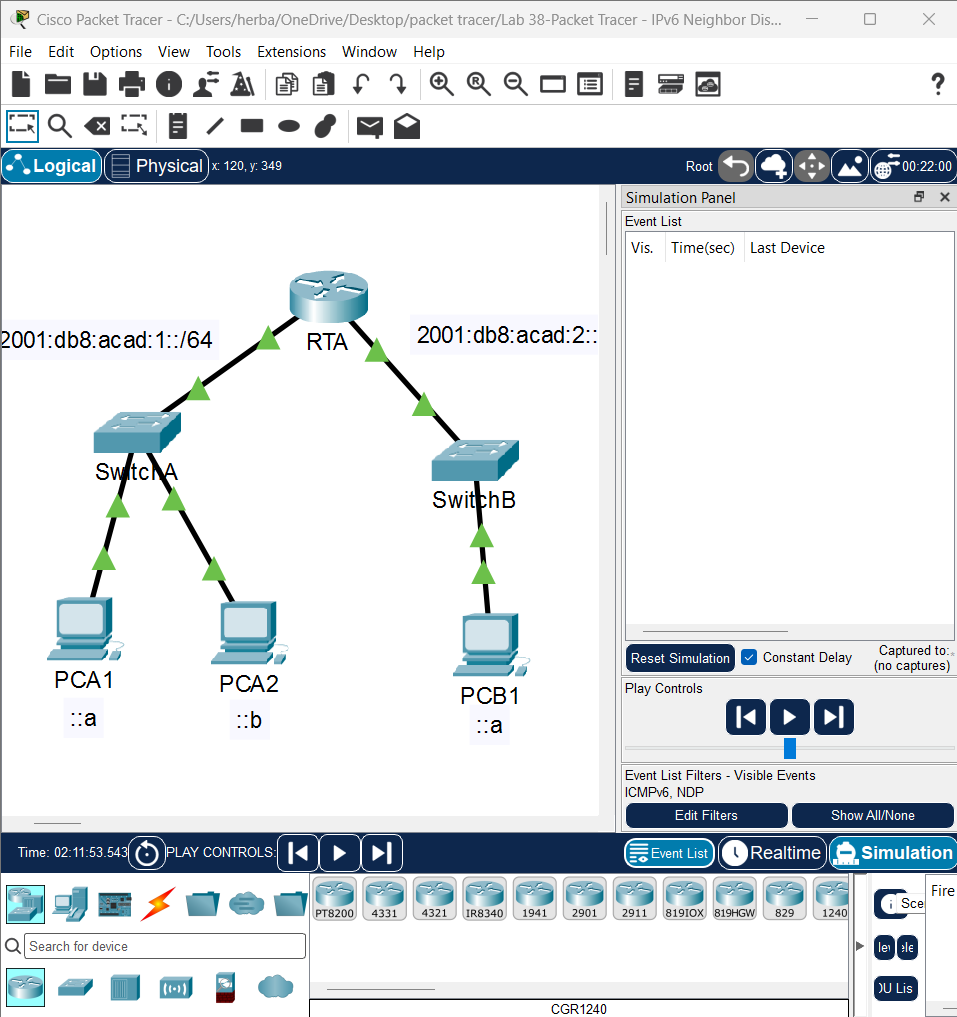 Cisco Packet Tracer - C:/Users/herba/OneDrive/Desktop/packet tracer/Lab 38-Packet Tracer - IPv6 Neighbor Dis...
File Edit Options View Tools Extensions Window Help
Logical Physical x: 120, y: 349 Root 00:22:00
Simulation Panel
Event List
Vis. Time(sec) Last Device
RTA
2001:db8:acad:1::/64
2001:db8:acad:2::
SwitchA
SwitchB
PCA1
PCA2
PCB1
::a
::b
::a
Reset Simulation Constant Delay Captured to:*
(no captures)
Play Controls
Event List Filters - Visible Events
ICMPv6, NDP
Edit Filters Show All/None
Time: 02:11:53.543 PLAY CONTROLS: Event List Realtime Simulation
PT8200 4331 4321 IR8340 1941 2901 2911 819IOX 819HGW 829 1240
Search for device
CGR1240
Fire
Scei